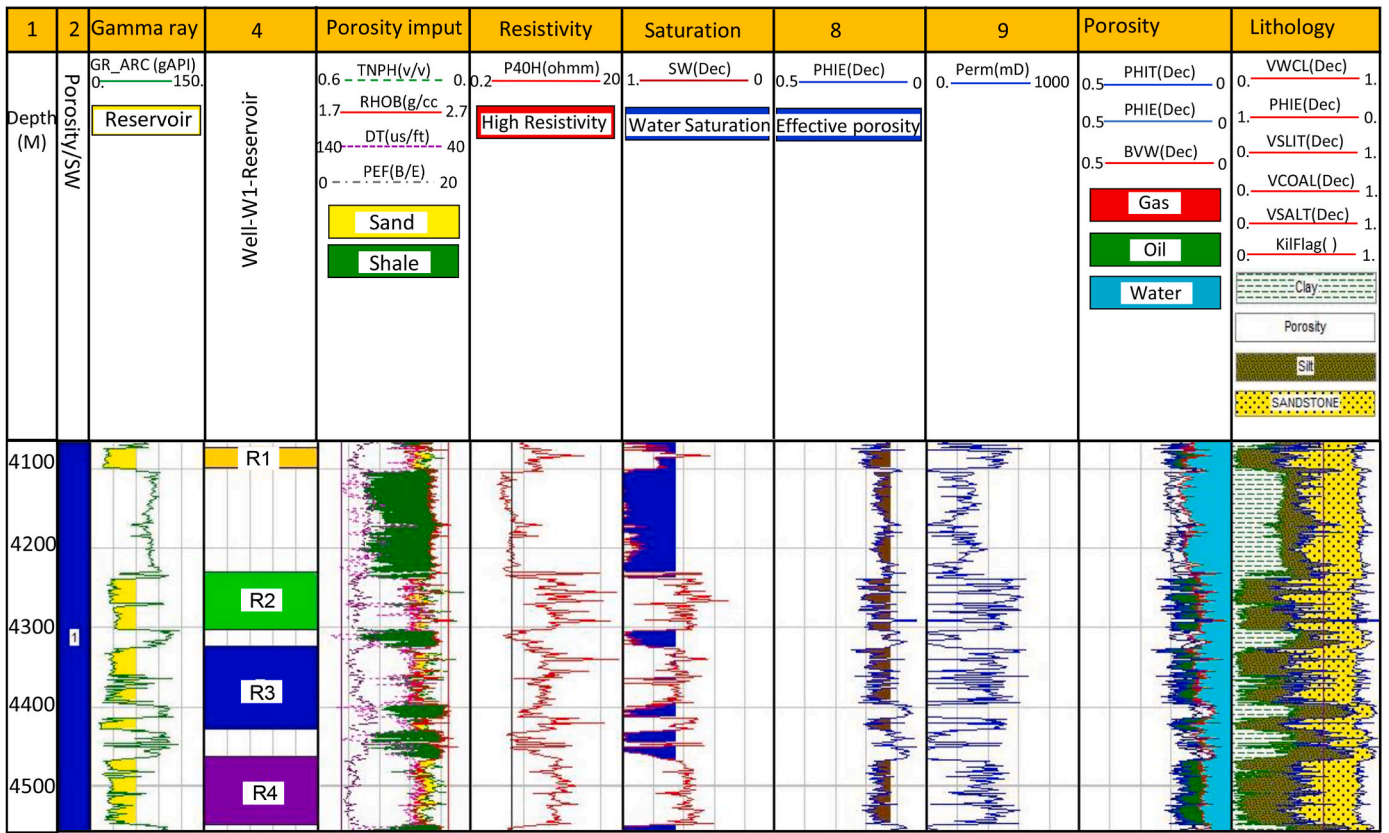 1 2 Gamma ray 4 Porosity imput Resistivity Saturation 8 9 Porosity Lithology
Depth
(M)
Porosity/SW
GR_ARC (gAPI)
0. 150.
Reservoir
Well-W1-Reservoir
TNPH(v/v)
0.6 0.
RHOB(g/cc
1.7 2.7
DT(us/ft)
140 40
PEF(B/E)
0 20
Sand
Shale
P40H(ohmm)
0.2 20
High Resistivity
SW(Dec)
1. 0
Water Saturation
PHIE(Dec)
0.5 0
Effective porosity
Perm(mD)
0. 1000
PHIT(Dec)
0.5 0
PHIE(Dec)
0.5 0
BVW(Dec)
0.5 0
Gas
Oil
Water
VWCL(Dec)
0. 1.
PHIE(Dec)
1. 0.
VSLIT(Dec)
0. 1.
VCOAL(Dec)
0. 1.
VSALT(Dec)
0. 1.
KilFlag( )
0. 1.
Clay
Porosity
Silt
SANDSTONE
4100
4200
4300
4400
4500
1
R1
R2
R3
R4